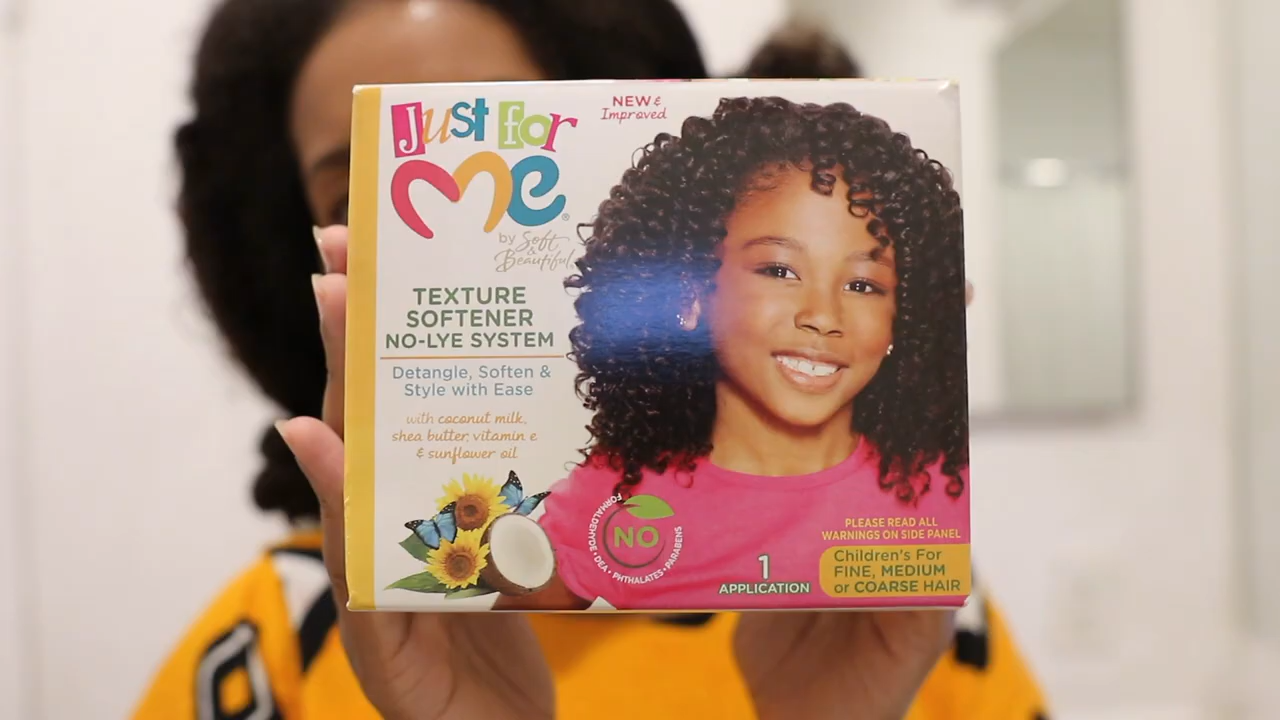 Just for
Me®
by Soft
& Beautiful
NEW &
Improved
TEXTURE
SOFTENER
NO-LYE SYSTEM
Detangle, Soften &
Style with Ease
with coconut milk,
shea butter, vitamin e
& sunflower oil
NO
FORMALDEHYDE • DEA • PHTHALATES • PARABENS
1
APPLICATION
PLEASE READ ALL
WARNINGS ON SIDE PANEL
Children's For
FINE, MEDIUM
or COARSE HAIR